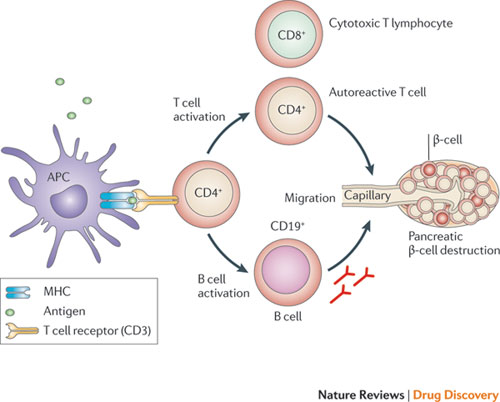 CD8⁺
Cytotoxic T lymphocyte
T cell
activation
CD4⁺
Autoreactive T cell
β-cell
APC
CD4⁺
Migration
Capillary
CD19⁺
Pancreatic
β-cell destruction
B cell
activation
B cell
MHC
Antigen
T cell receptor (CD3)
Nature Reviews | Drug Discovery